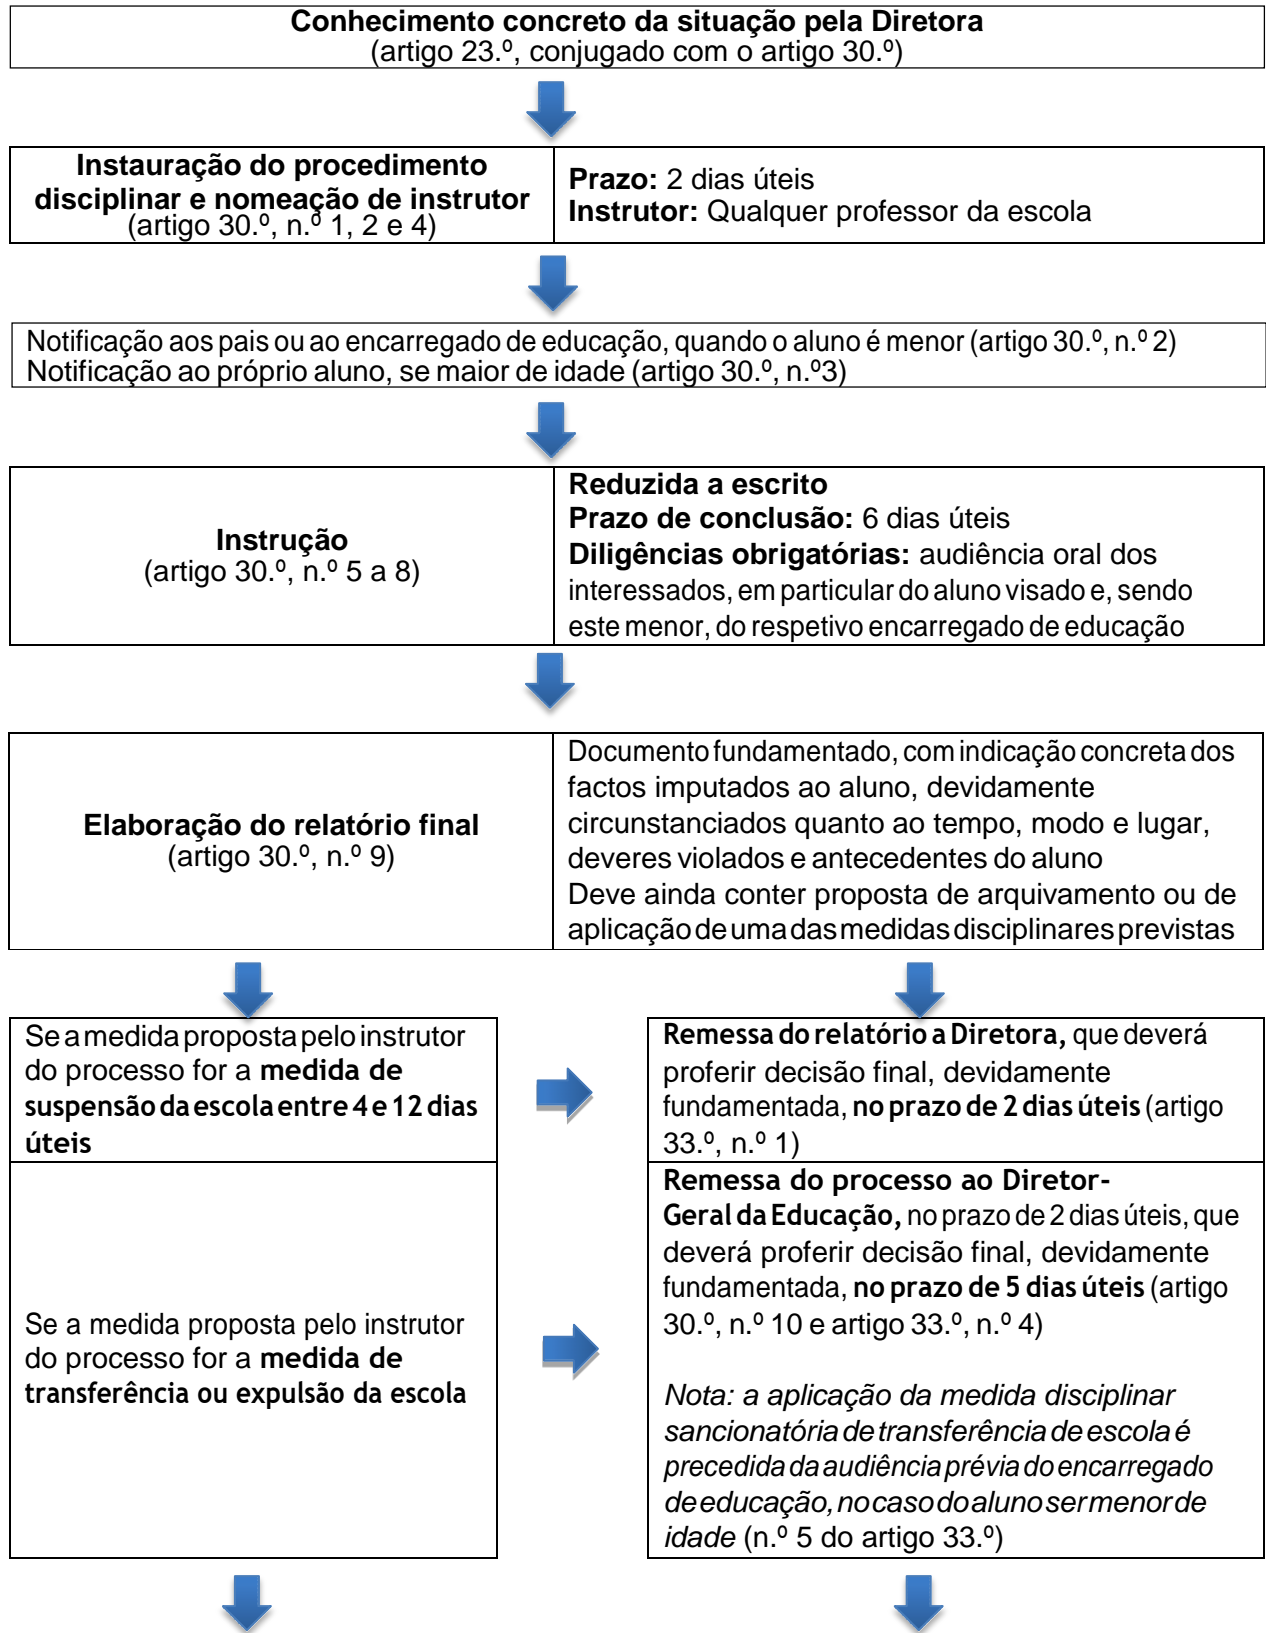 Conhecimento concreto da situação pela Diretora
(artigo 23.º, conjugado com o artigo 30.º)
Instauração do procedimento
disciplinar e nomeação de instrutor
(artigo 30.º, n.º 1, 2 e 4)
Prazo: 2 dias úteis
Instrutor: Qualquer professor da escola
Notificação aos pais ou ao encarregado de educação, quando o aluno é menor (artigo 30.º, n.º 2)
Notificação ao próprio aluno, se maior de idade (artigo 30.º, n.º3)
Instrução
(artigo 30.º, n.º 5 a 8)
Reduzida a escrito
Prazo de conclusão: 6 dias úteis
Diligências obrigatórias: audiência oral dos
interessados, em particular do aluno visado e, sendo
este menor, do respetivo encarregado de educação
Elaboração do relatório final
(artigo 30.º, n.º 9)
Documento fundamentado, com indicação concreta dos
factos imputados ao aluno, devidamente
circunstanciados quanto ao tempo, modo e lugar,
deveres violados e antecedentes do aluno
Deve ainda conter proposta de arquivamento ou de
aplicação de uma das medidas disciplinares previstas
Se a medida proposta pelo instrutor
do processo for a medida de
suspensão da escola entre 4 e 12 dias
úteis
Remessa do relatório a Diretora, que deverá
proferir decisão final, devidamente
fundamentada, no prazo de 2 dias úteis (artigo
33.º, n.º 1)
Se a medida proposta pelo instrutor
do processo for a medida de
transferência ou expulsão da escola
Remessa do processo ao Diretor-
Geral da Educação, no prazo de 2 dias úteis, que
deverá proferir decisão final, devidamente
fundamentada, no prazo de 5 dias úteis (artigo
30.º, n.º 10 e artigo 33.º, n.º 4)
Nota: a aplicação da medida disciplinar
sancionatória de transferência de escola é
precedida da audiência prévia do encarregado
de educação, no caso do aluno ser menor de
idade (n.º 5 do artigo 33.º)